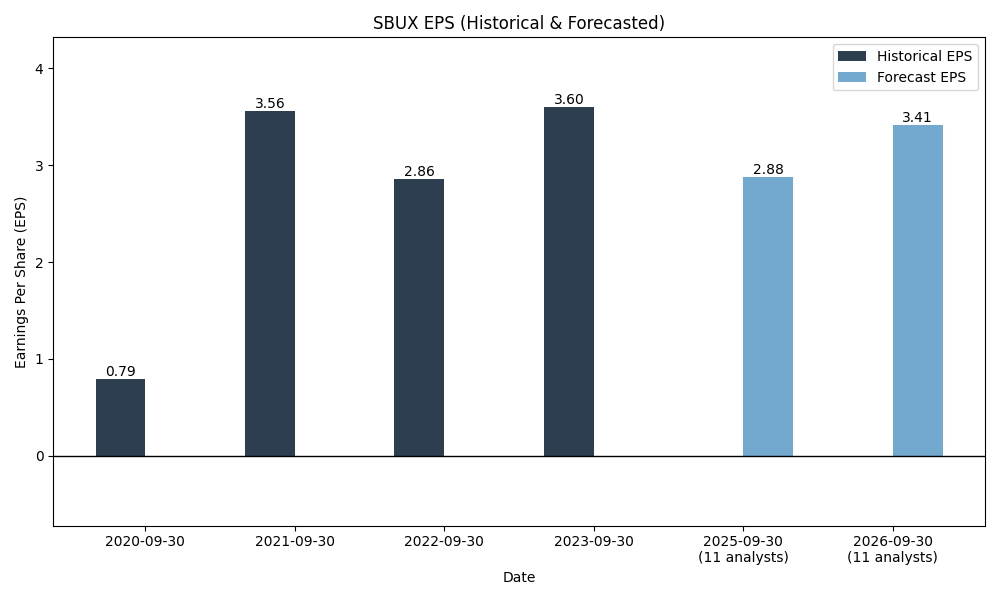 SBUX EPS (Historical & Forecasted)
Historical EPS
Forecast EPS
Earnings Per Share (EPS)
4
3
2
1
0
0.79
3.56
2.86
3.60
2.88
3.41
2020-09-30
2021-09-30
2022-09-30
2023-09-30
2025-09-30
(11 analysts)
2026-09-30
(11 analysts)
Date